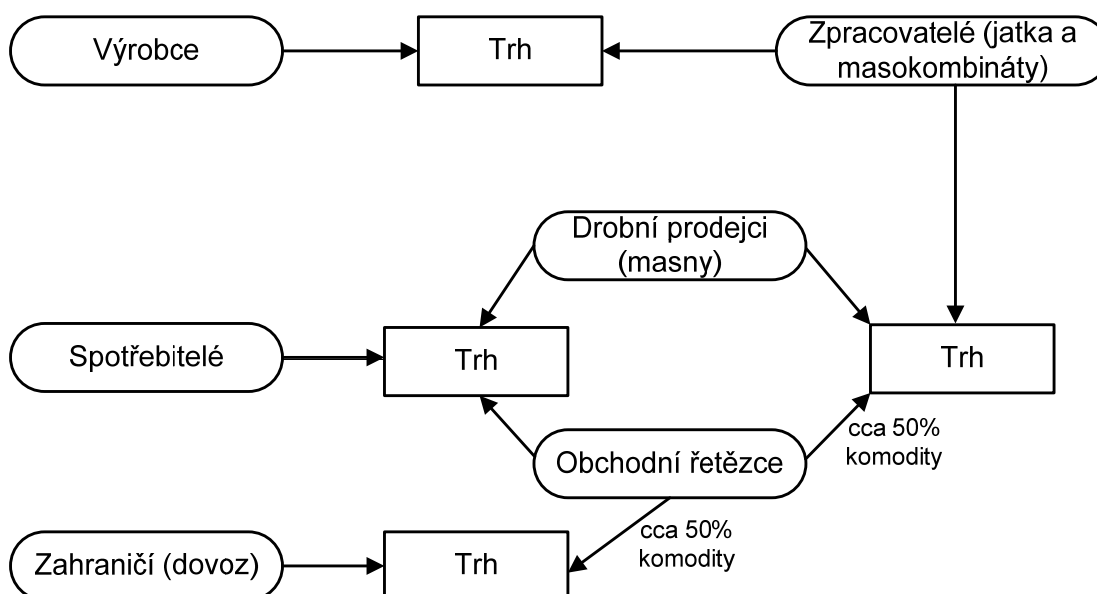 Výrobce
Trh
Zpracovatelé (jatka a
masokombináty)
Drobní prodejci
(masny)
Spotřebitelé
Trh
Trh
cca 50%
komodity
Obchodní řetězce
cca 50%
komodity
Zahraničí (dovoz)
Trh